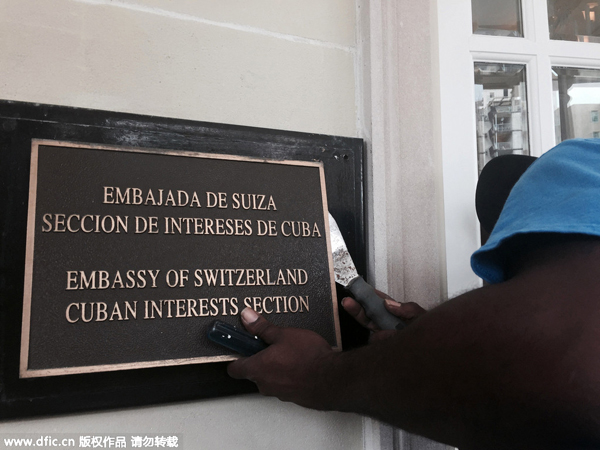 EMBAJADA DE SUIZA
SECCION DE INTERESES DE CUBA
EMBASSY OF SWITZERLAND
CUBAN INTERESTS SECTION
www.dfic.cn 版权作品 请勿转载